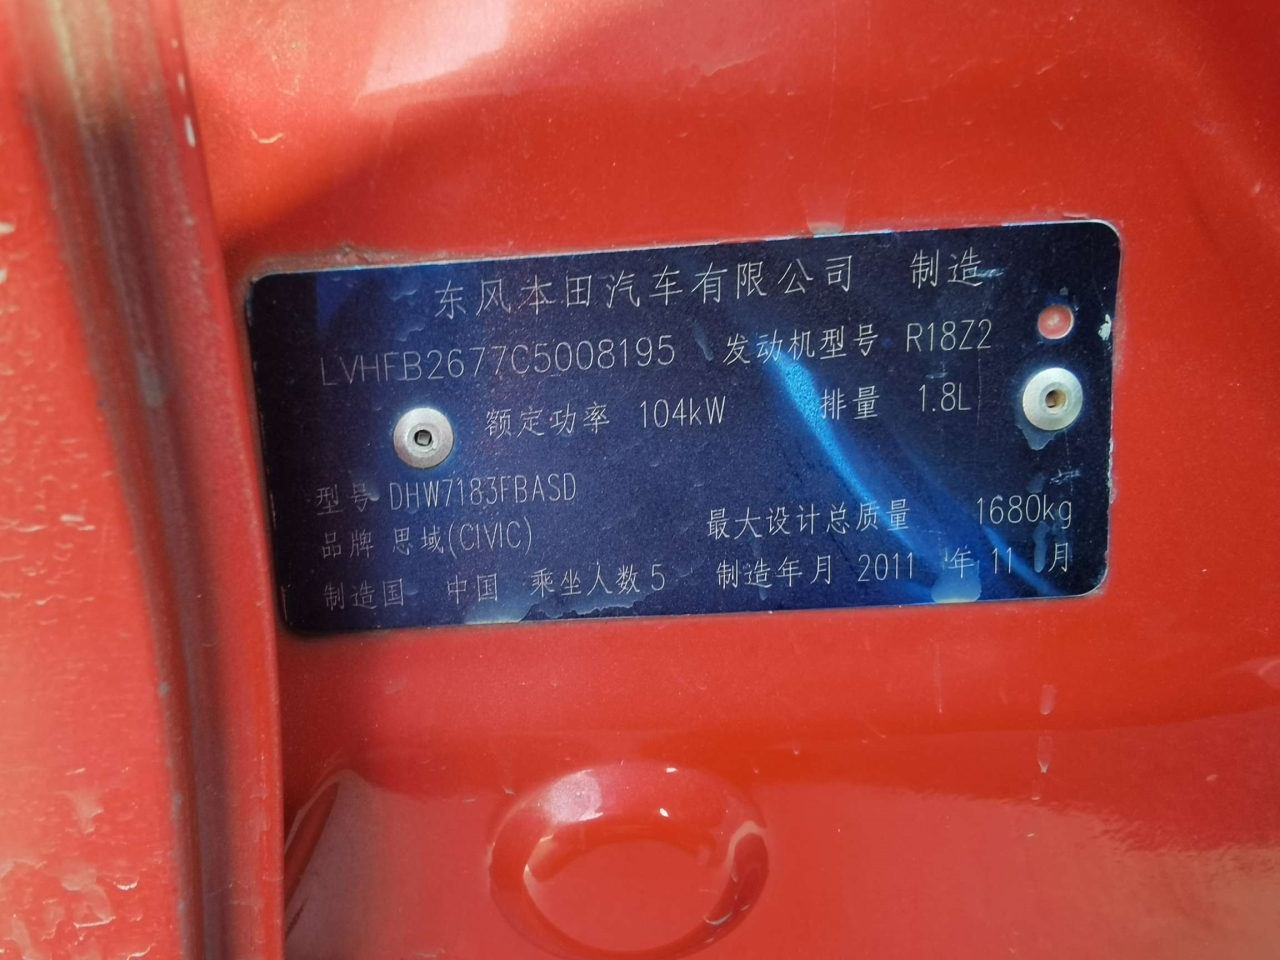 东风本田汽车有限公司 制造
LVHFB2677C5008195 发动机型号 R18Z2
额定功率 104kW 排量 1.8L
型号 DHW7183FBASD
品牌 思域(CIVIC) 最大设计总质量 1680kg
制造国 中国 乘坐人数 5 制造年月 2011 年 11 月